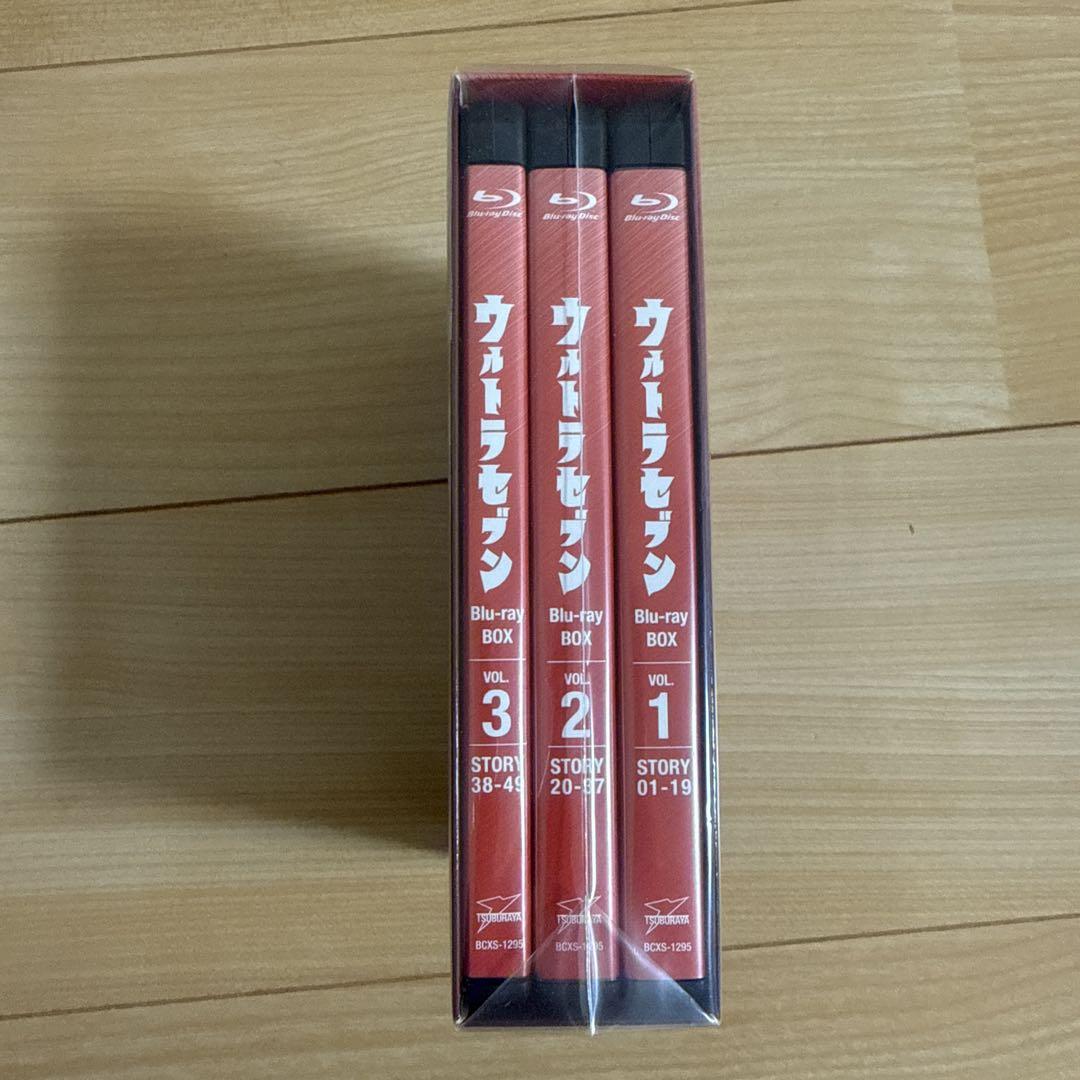 Blu-ray Disc
ウルトラセブン
Blu-ray
BOX
VOL.
3
STORY
38-49
TSUBURAYA
BCXS-1295
Blu-ray Disc
ウルトラセブン
Blu-ray
BOX
VOL.
2
STORY
20-37
TSUBURAYA
BCXS-1295
Blu-ray Disc
ウルトラセブン
Blu-ray
BOX
VOL.
1
STORY
01-19
TSUBURAYA
BCXS-1295